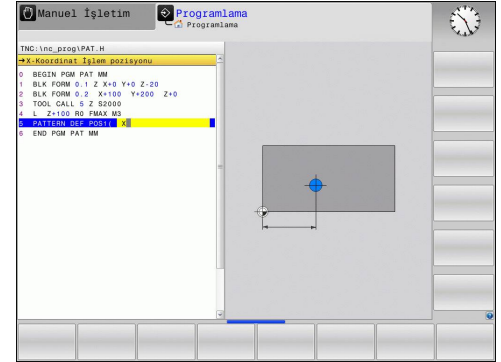 Manuel İşletim
Programlama
Programlama
TNC:\nc_prog\PAT.H
→X-Koordinat İşlem pozisyonu
0 BEGIN PGM PAT MM
1 BLK FORM 0.1 Z X+0 Y+0 Z-20
2 BLK FORM 0.2 X+100 Y+200 Z+0
3 TOOL CALL 5 Z S2000
4 L Z+100 R0 FMAX M3
5 PATTERN DEF POS1( X
6 END PGM PAT MM